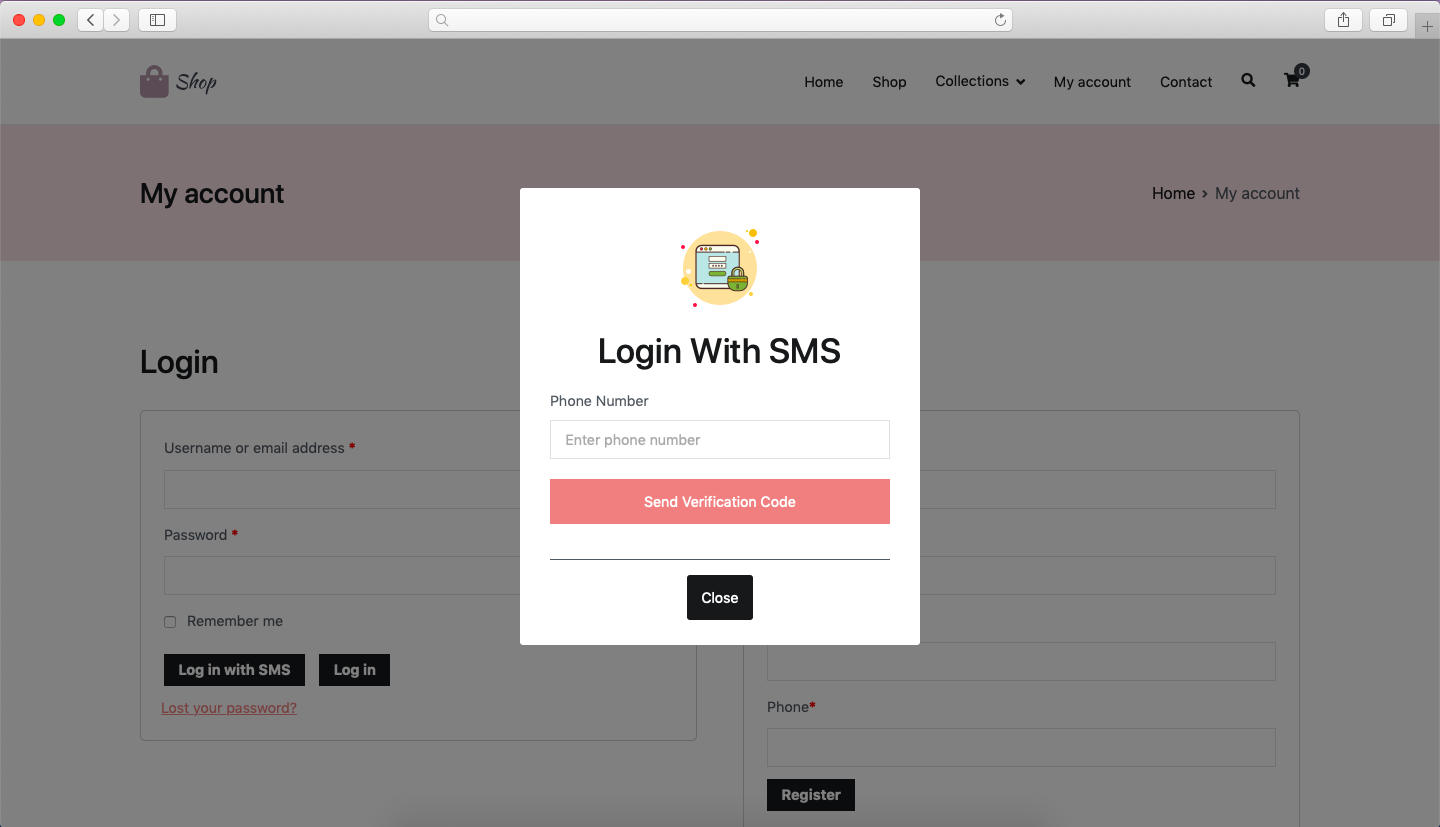 Shop
Home Shop Collections My account Contact 0
My account
Home > My account
Login With SMS
Phone Number
Enter phone number
Send Verification Code
Close
Login
Username or email address *
Password *
Remember me
Log in with SMS Log in
Lost your password?
Phone*
Register